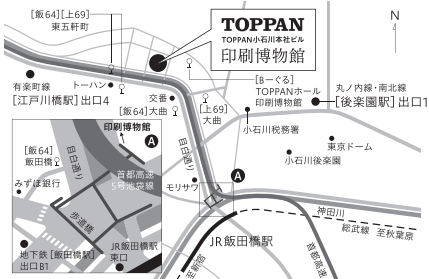 [飯64][上69]
東五軒町
TOPPAN
TOPPAN小石川本社ビル
印刷博物館
N
有楽町線
[江戸川橋駅]出口4
トーハン
交番
[飯64]大曲
[上69]
大曲
[Bーぐる]
TOPPANホール
印刷博物館
丸ノ内線・南北線
[後楽園駅]出口1
小石川税務署
東京ドーム
小石川後楽園
目白通り
モリサワ
A
神田川
総武線 至秋葉原
首都高速
JR飯田橋駅
至新宿
印刷博物館
A
[飯64]
飯田橋
目白通り
首都高速
5号池袋線
みずほ銀行
歩道橋
地下鉄[飯田橋駅]
出口B1
JR飯田橋駅
東口